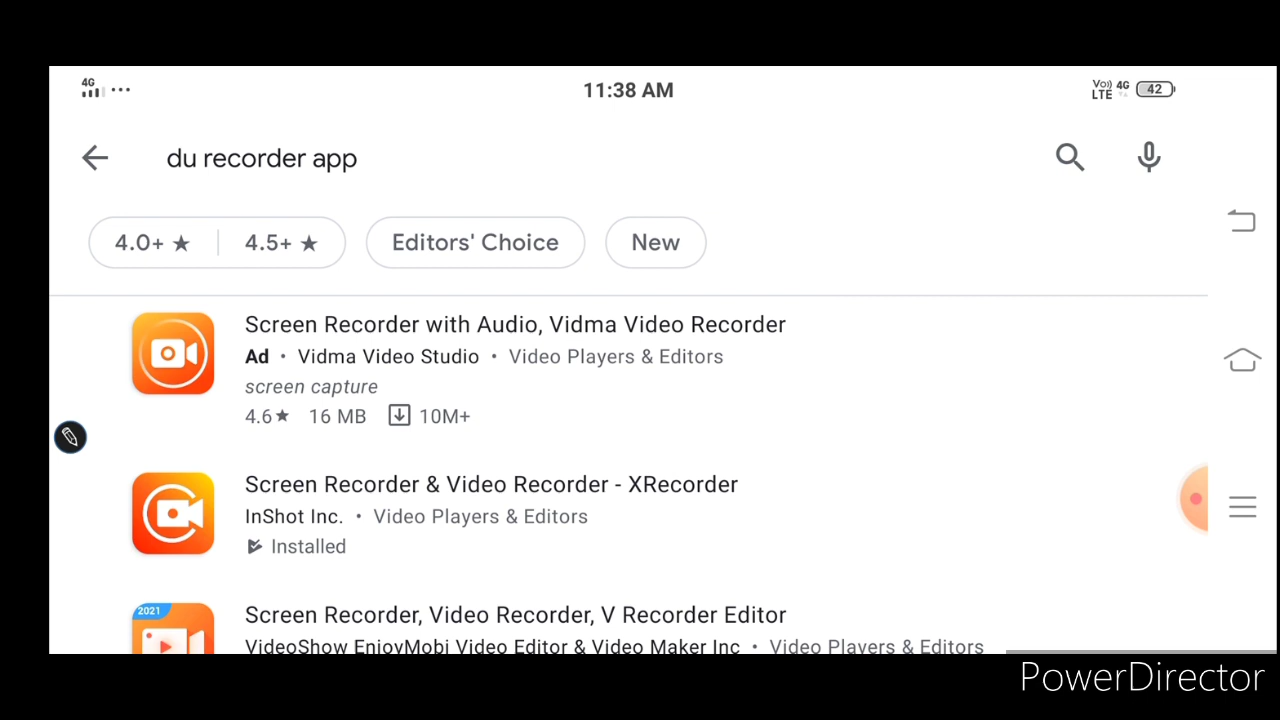 4G
11:38 AM
Vo)) 4G
LTE
42
du recorder app
4.0+ ★ 4.5+ ★ Editors' Choice New
Screen Recorder with Audio, Vidma Video Recorder
Ad • Vidma Video Studio • Video Players & Editors
screen capture
4.6★ 16 MB 10M+
Screen Recorder & Video Recorder - XRecorder
InShot Inc. • Video Players & Editors
Installed
2021
Screen Recorder, Video Recorder, V Recorder Editor
VideoShow EnjoyMobi Video Editor & Video Maker Inc • Video Players & Editors
PowerDirector